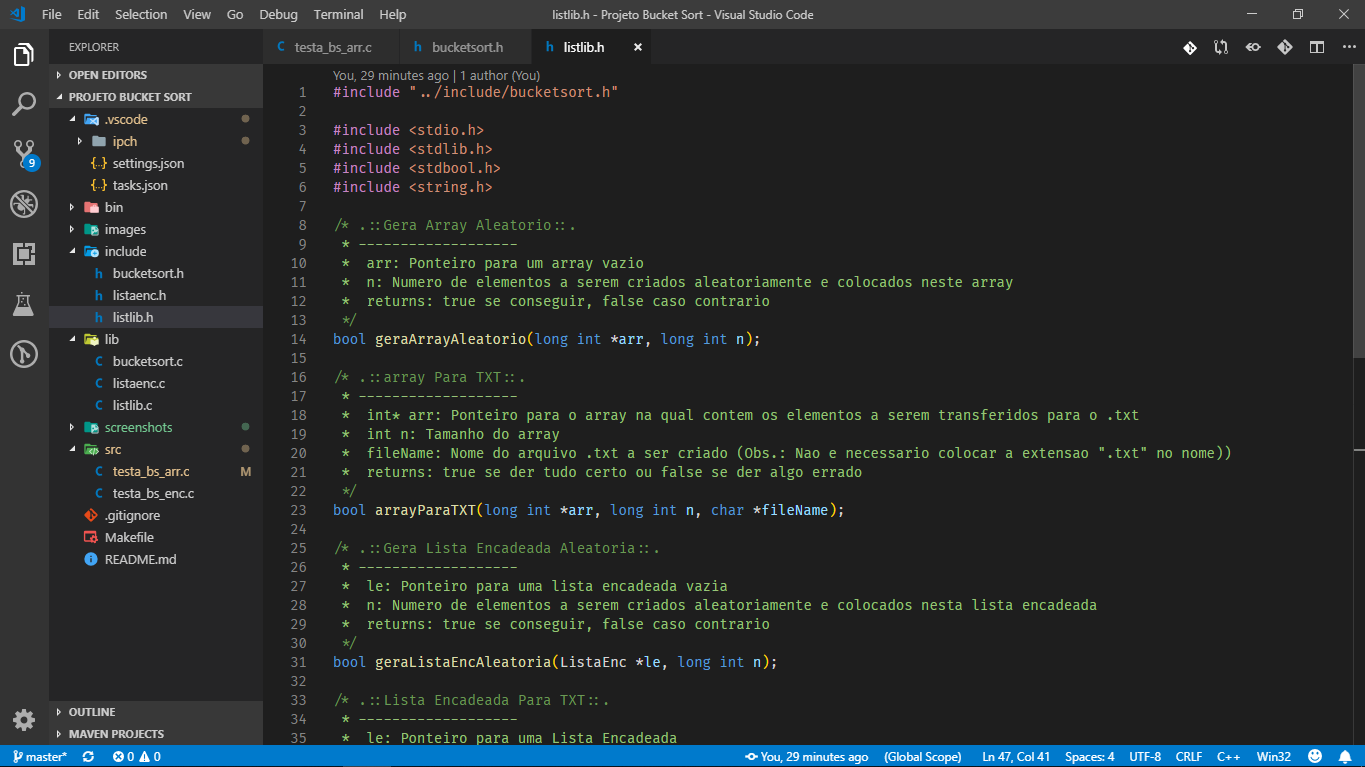 File Edit Selection View Go Debug Terminal Help
listlib.h - Projeto Bucket Sort - Visual Studio Code
EXPLORER
OPEN EDITORS
PROJETO BUCKET SORT
.vscode
ipch
{..} settings.json
{..} tasks.json
bin
images
include
h bucketsort.h
h listaenc.h
h listlib.h
lib
C bucketsort.c
C listaenc.c
C listlib.c
screenshots
src
C testa_bs_arr.c M
C testa_bs_enc.c
.gitignore
Makefile
README.md
OUTLINE
MAVEN PROJECTS
9
C testa_bs_arr.c h bucketsort.h h listlib.h
You, 29 minutes ago | 1 author (You)
1 #include "../include/bucketsort.h"
2
3 #include <stdio.h>
4 #include <stdlib.h>
5 #include <stdbool.h>
6 #include <string.h>
7
8 /* .::Gera Array Aleatorio::.
9 * -------------------
10 * arr: Ponteiro para um array vazio
11 * n: Numero de elementos a serem criados aleatoriamente e colocados neste array
12 * returns: true se conseguir, false caso contrario
13 */
14 bool geraArrayAleatorio(long int *arr, long int n);
15
16 /* .::array Para TXT::.
17 * -------------------
18 * int* arr: Ponteiro para o array na qual contem os elementos a serem transferidos para o .txt
19 * int n: Tamanho do array
20 * fileName: Nome do arquivo .txt a ser criado (Obs.: Nao e necessario colocar a extensao ".txt" no nome))
21 * returns: true se der tudo certo ou false se der algo errado
22 */
23 bool arrayParaTXT(long int *arr, long int n, char *fileName);
24
25 /* .::Gera Lista Encadeada Aleatoria::.
26 * -------------------
27 * le: Ponteiro para uma lista encadeada vazia
28 * n: Numero de elementos a serem criados aleatoriamente e colocados nesta lista encadeada
29 * returns: true se conseguir, false caso contrario
30 */
31 bool geraListaEncAleatoria(ListaEnc *le, long int n);
32
33 /* .::Lista Encadeada Para TXT::.
34 * -------------------
35 * le: Ponteiro para uma Lista Encadeada
master* 0 0 You, 29 minutes ago (Global Scope) Ln 47, Col 41 Spaces: 4 UTF-8 CRLF C++ Win32